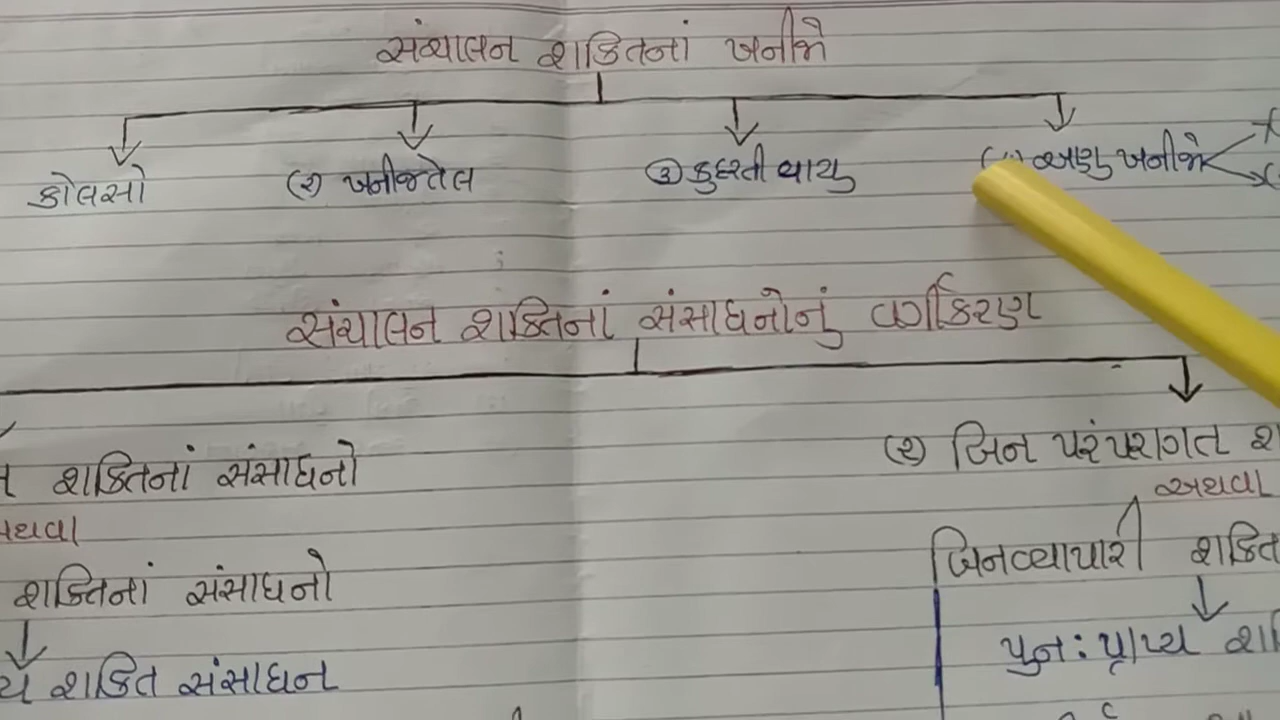 સંચાલન શક્તિનાં ખનીજો
કોલસો (૨) ખનીજતેલ ૩ કુદરતી વાયુ અણુ ખનીજો
સંચાલન શક્તિનાં સંસાધનોનું વર્ગીકરણ
શક્તિનાં સંસાધનો (૨) બિન પરંપરાગત
અથવા
શક્તિનાં સંસાધનો બિનવ્યાપારી શક્તિ
શક્તિ સંસાધન પુન: પ્રાપ્ય